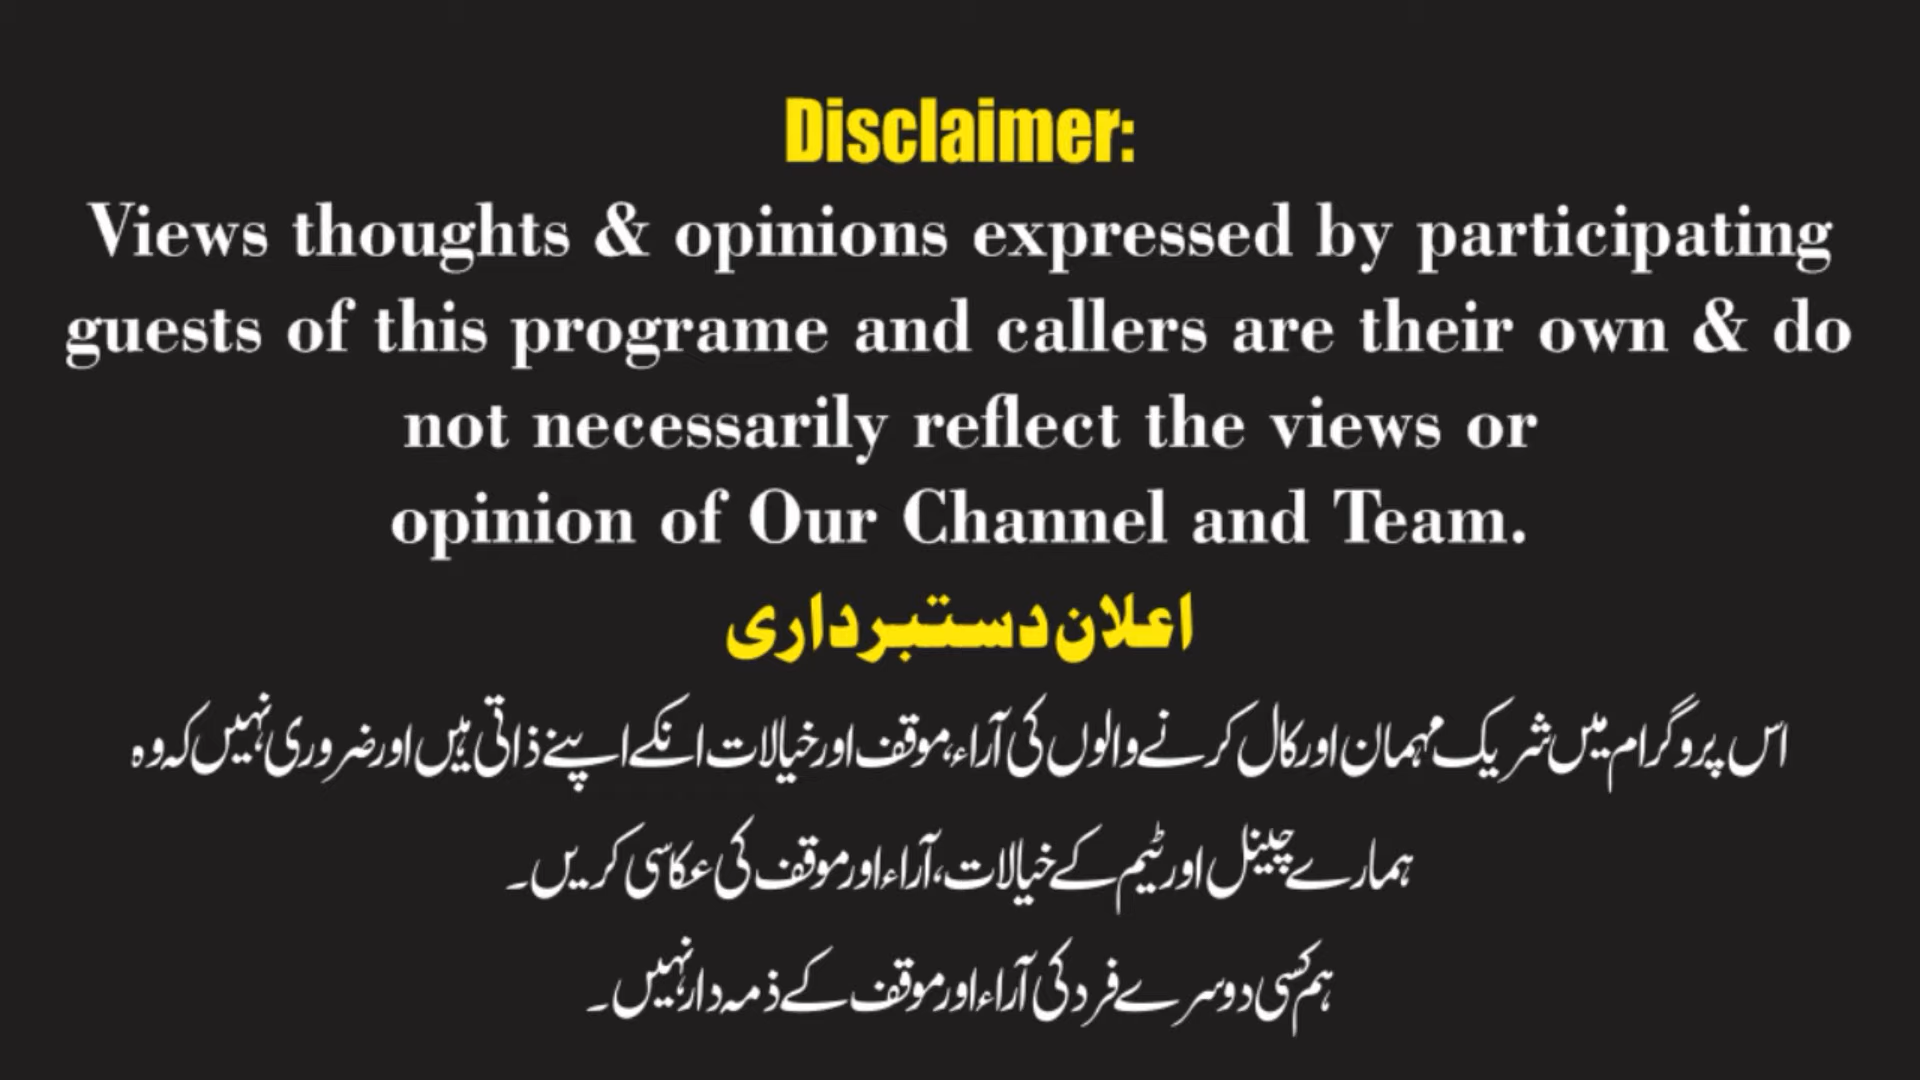 Disclaimer:
Views thoughts & opinions expressed by participating
guests of this programe and callers are their own & do
not necessarily reflect the views or
opinion of Our Channel and Team.
اعلان دستبرداری
اس پروگرام میں شریک مہمان اور کال کرنے والوں کی آراء، موقف اور خیالات انکے اپنے ذاتی ہیں اور ضروری نہیں کہ وہ
ہمارے چینل اور ٹیم کے خیالات، آراء اور موقف کی عکاسی کریں۔
ہم کسی دوسرے فرد کی آراء اور موقف کے ذمہ دار نہیں۔